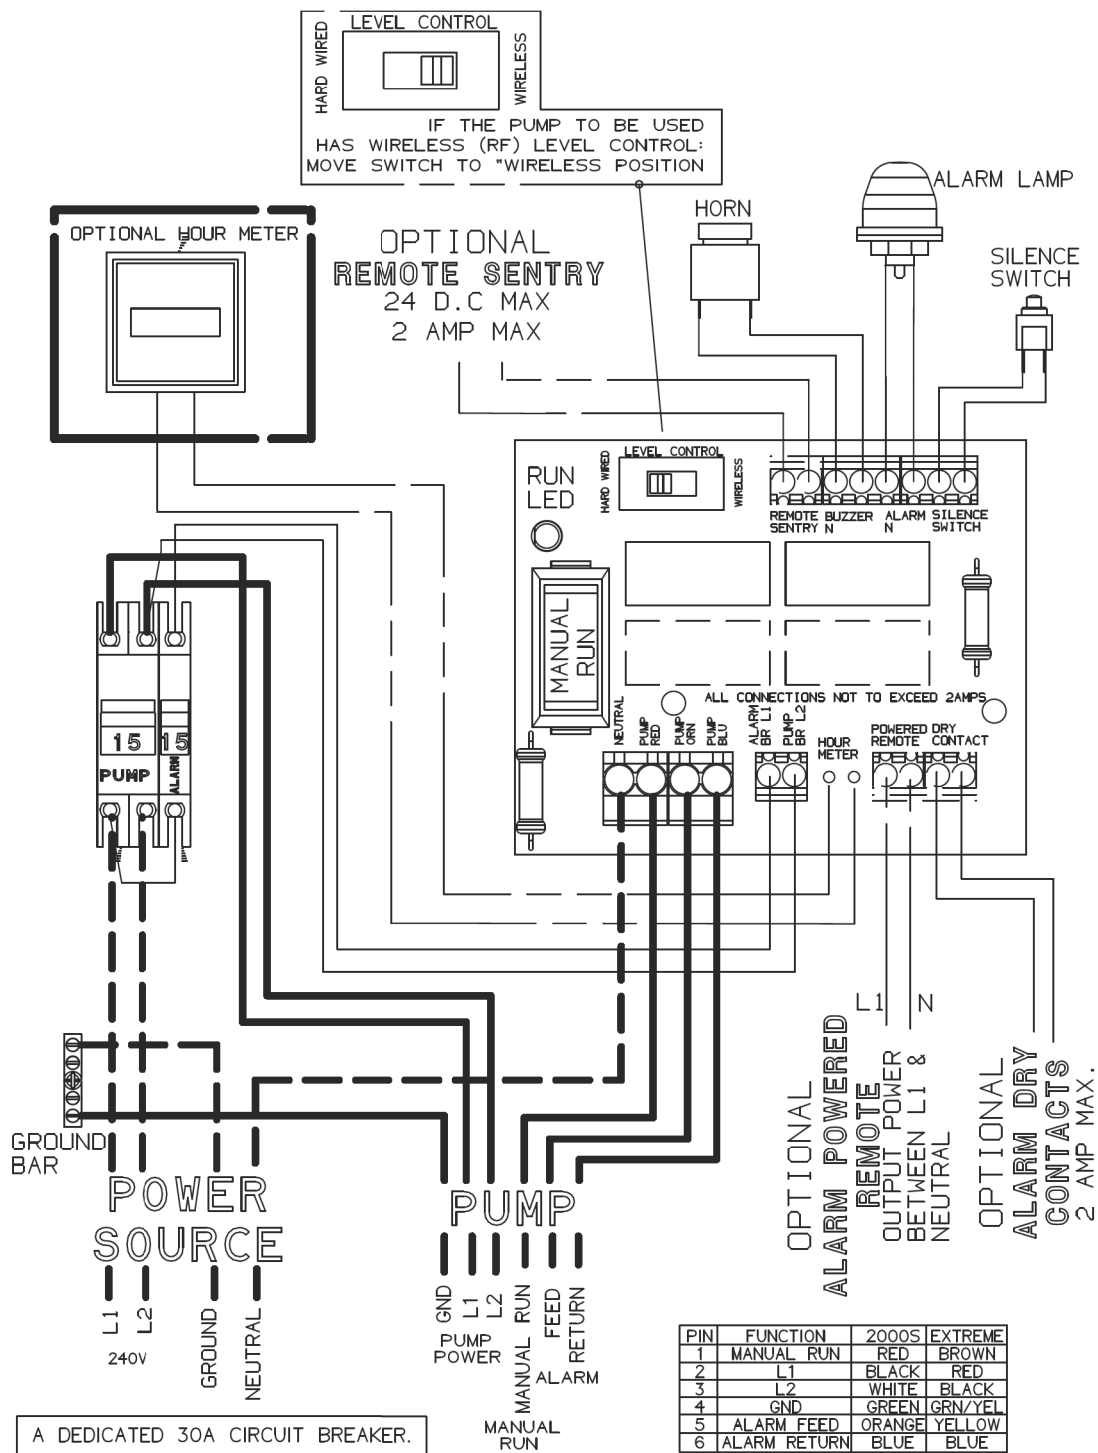 LEVEL CONTROL
HARD WIRED
WIRELESS
IF THE PUMP TO BE USED
HAS WIRELESS (RF) LEVEL CONTROL:
MOVE SWITCH TO "WIRELESS POSITION
OPTIONAL HOUR METER
OPTIONAL
REMOTE SENTRY
24 D.C MAX
2 AMP MAX
HORN
ALARM LAMP
SILENCE
SWITCH
RUN
LED
LEVEL CONTROL
HARD WIRED
WIRELESS
REMOTE
SENTRY
BUZZER
N
ALARM
N
SILENCE
SWITCH
MANUAL
RUN
ALL CONNECTIONS NOT TO EXCEED 2AMPS
NEUTRAL
PUMP
RED
PUMP
ORN
PUMP
BLU
ALARM
BR L1
PUMP
BR L2
HOUR
METER
POWERED
REMOTE
DRY
CONTACT
15
15
PUMP
ALARM
L1
N
GROUND
BAR
POWER
SOURCE
L1
L2
240V
GROUND
NEUTRAL
PUMP
GND
L1
L2
PUMP
POWER
MANUAL RUN
MANUAL
RUN
FEED
RETURN
ALARM
OPTIONAL
ALARM POWERED
REMOTE
OUTPUT POWER
BETWEEN L1 &
NEUTRAL
OPTIONAL
ALARM DRY
CONTACTS
2 AMP MAX.
PIN FUNCTION 2000S EXTREME
1 MANUAL RUN RED BROWN
2 L1 BLACK RED
3 L2 WHITE BLACK
4 GND GREEN GRN/YEL
5 ALARM FEED ORANGE YELLOW
6 ALARM RETURN BLUE BLUE
A DEDICATED 30A CIRCUIT BREAKER.